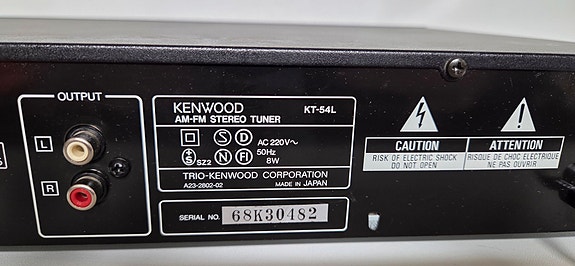 OUTPUT
L
R
KENWOOD KT-54L
AM-FM STEREO TUNER
S D AC 220V~
50Hz
SZ2 N FI 8W
TRIO-KENWOOD CORPORATION
A23-2802-02 MADE IN JAPAN
SERIAL NO. 68K30482
CAUTION
RISK OF ELECTRIC SHOCK
DO NOT OPEN
ATTENTION
RISQUE DE CHOC ELECTRIQUE
NE PAS OUVRIR